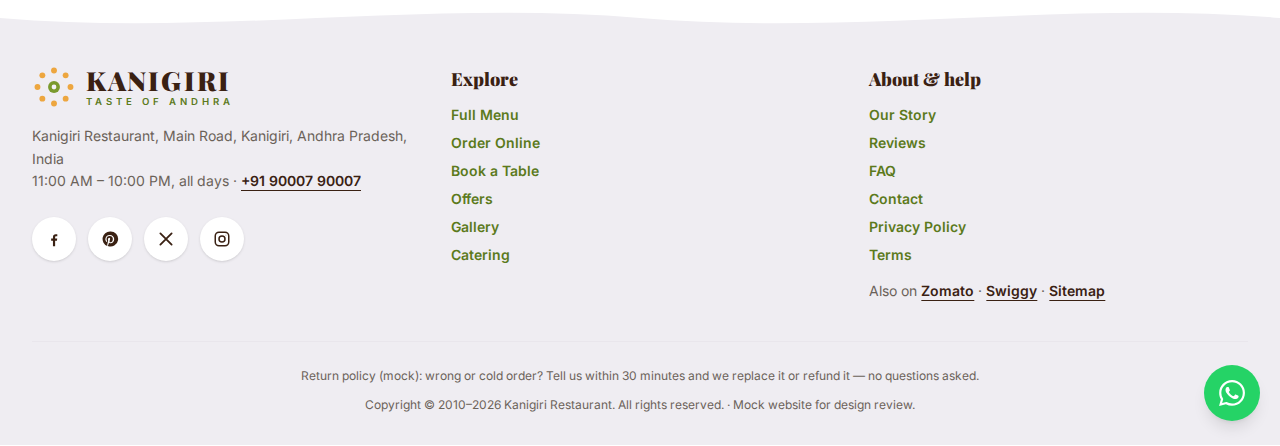 KANIGIRI
TASTE OF ANDHRA
Kanigiri Restaurant, Main Road, Kanigiri, Andhra Pradesh,
India
11:00 AM – 10:00 PM, all days · +91 90007 90007
Explore
Full Menu
Order Online
Book a Table
Offers
Gallery
Catering
About & help
Our Story
Reviews
FAQ
Contact
Privacy Policy
Terms
Also on Zomato · Swiggy · Sitemap
Return policy (mock): wrong or cold order? Tell us within 30 minutes and we replace it or refund it — no questions asked.
Copyright © 2010–2026 Kanigiri Restaurant. All rights reserved. · Mock website for design review.